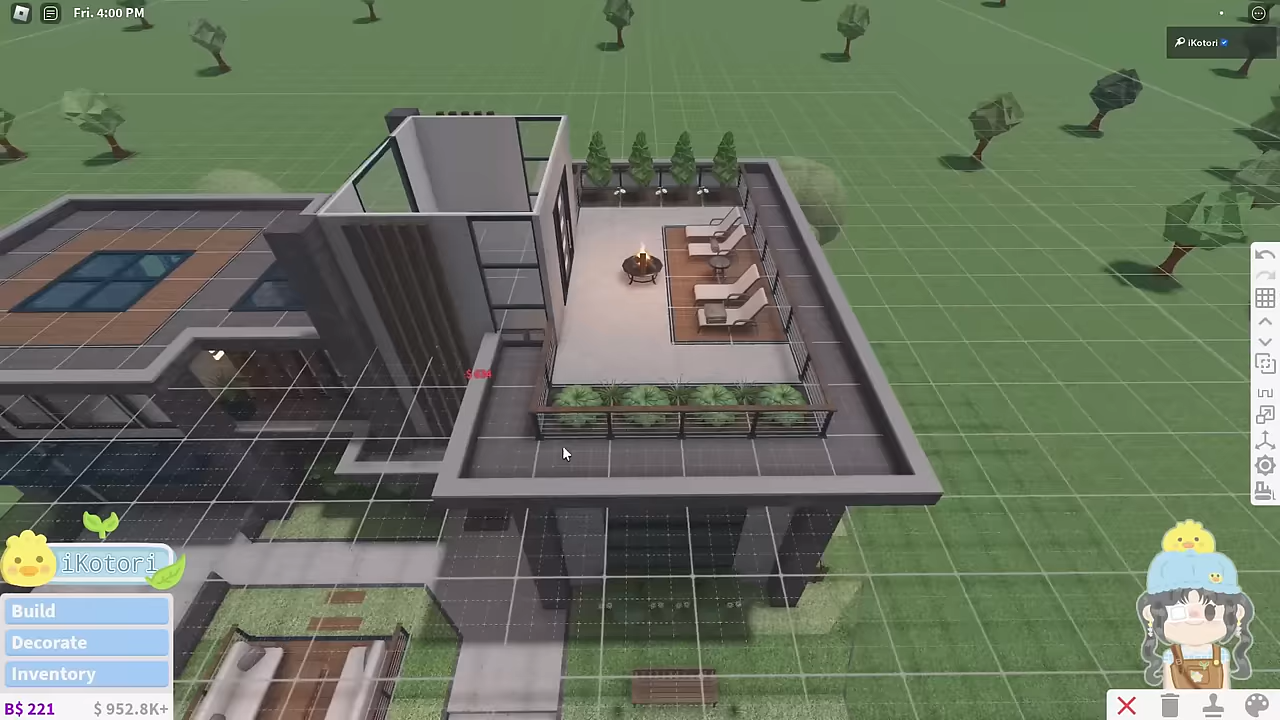 Fri. 4:00 PM
iKotori
iKotori
Build
Decorate
Inventory
B$ 221
$ 952.8K+